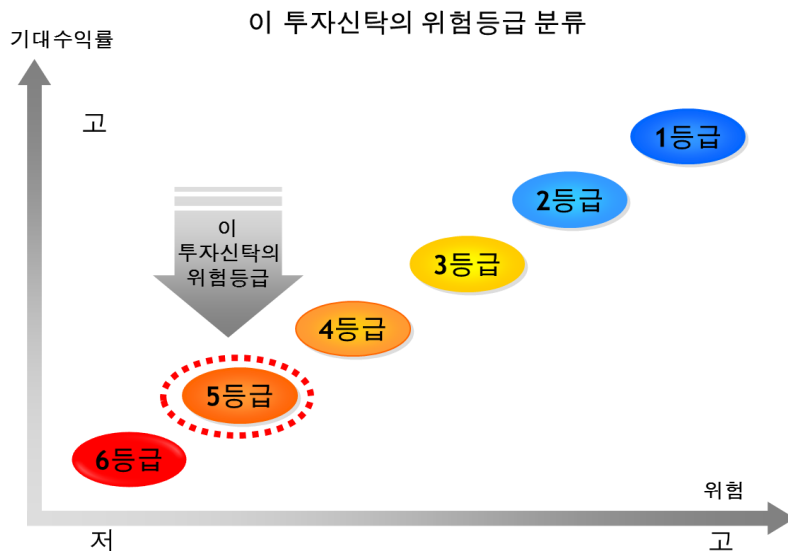 이 투자신탁의 위험등급 분류
기대수익률
고
1등급
2등급
이
투자신탁의
위험등급
3등급
4등급
5등급
6등급
위험
저
고